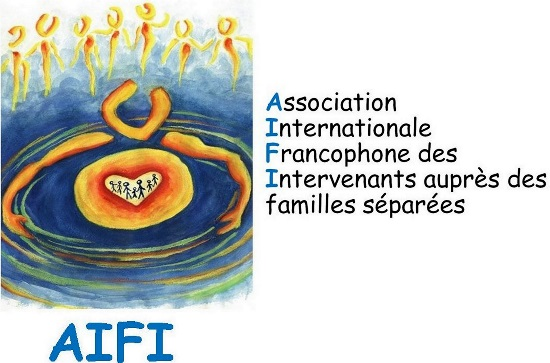 Association
Internationale
Francophone des
Intervenants auprès des
familles séparées
AIFI